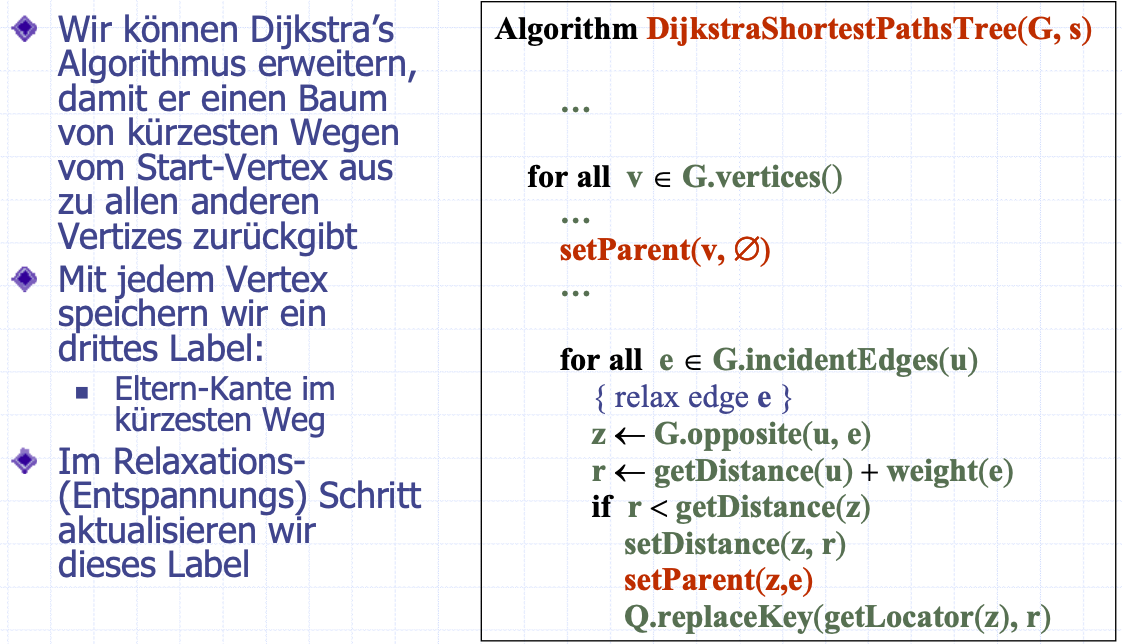 Wir können Dijkstra’s
Algorithmus erweitern,
damit er einen Baum
von kürzesten Wegen
vom Start-Vertex aus
zu allen anderen
Vertizes zurückgibt
Mit jedem Vertex
speichern wir ein
drittes Label:
Eltern-Kante im
kürzesten Weg
Im Relaxations-
(Entspannungs) Schritt
aktualisieren wir
dieses Label
Algorithm DijkstraShortestPathsTree(G, s)
…
for all v ∈ G.vertices()
…
setParent(v, ∅)
…
for all e ∈ G.incidentEdges(u)
{ relax edge e }
z ← G.opposite(u, e)
r ← getDistance(u) + weight(e)
if r < getDistance(z)
setDistance(z, r)
setParent(z,e)
Q.replaceKey(getLocator(z), r)